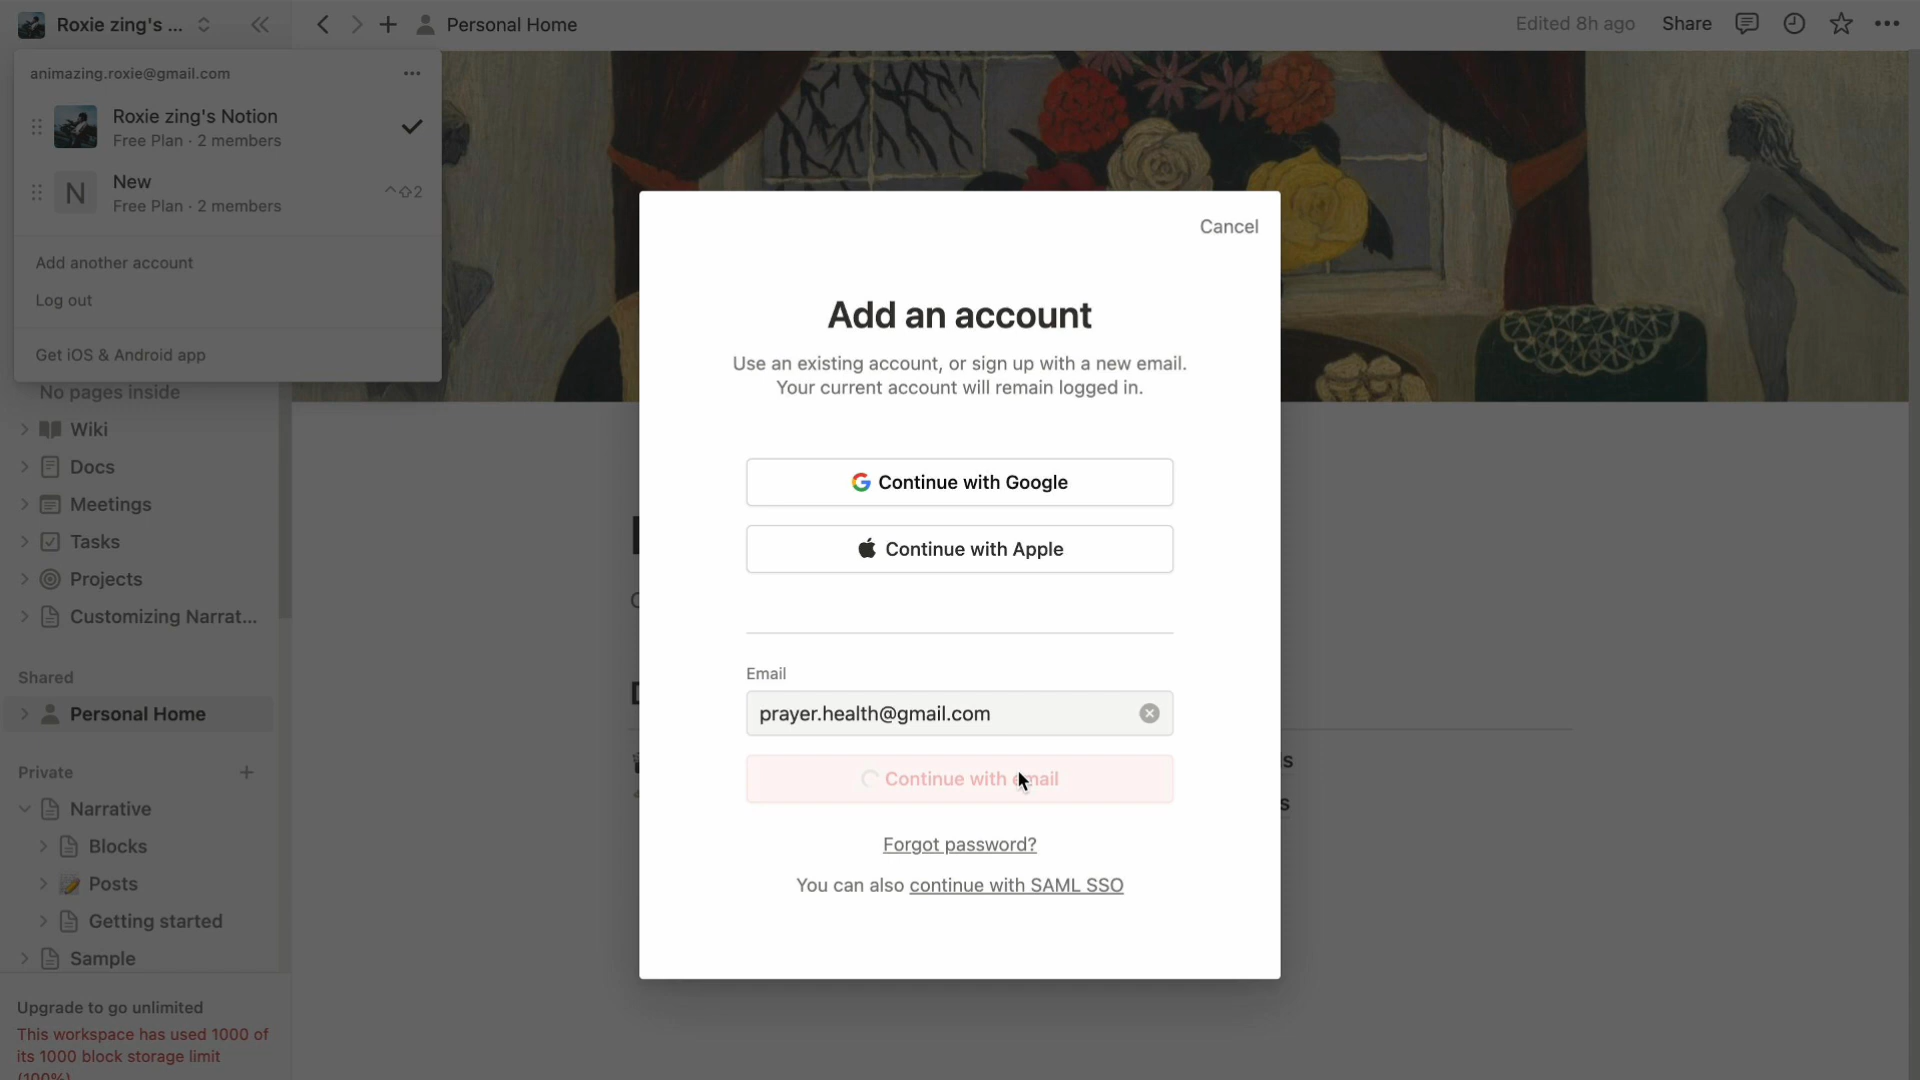 Roxie zing's ...
Personal Home
Edited 8h ago
Share
animazing.roxie@gmail.com
Roxie zing's Notion
Free Plan · 2 members
N
New
Free Plan · 2 members
^⇧2
Add another account
Log out
Get iOS & Android app
No pages inside
Wiki
Docs
Meetings
Tasks
Projects
Customizing Narrat...
Shared
Personal Home
Private
Narrative
Blocks
Posts
Getting started
Sample
Upgrade to go unlimited
This workspace has used 1000 of
its 1000 block storage limit
(100%)
Cancel
Add an account
Use an existing account, or sign up with a new email.
Your current account will remain logged in.
Continue with Google
Continue with Apple
Email
prayer.health@gmail.com
Continue with email
Forgot password?
You can also continue with SAML SSO